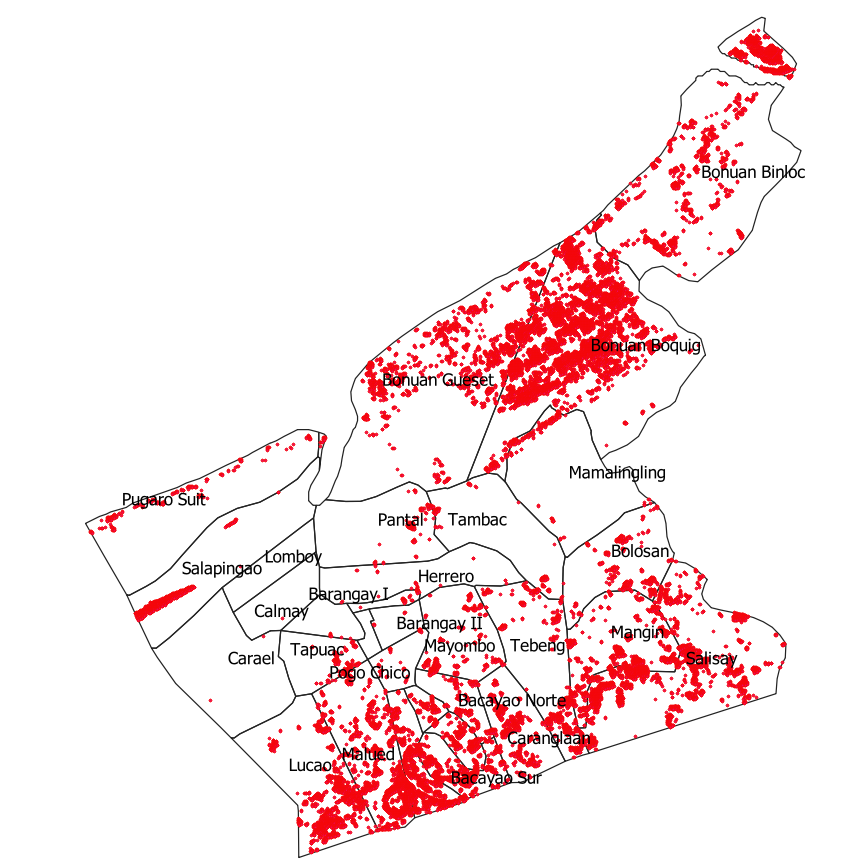 Bonuan Binloc
Bonuan Boquig
Bonuan Gueset
Mamalingling
Pugaro Suit
Pantal
Tambac
Bolosan
Lomboy
Salapingao
Herrero
Barangay I
Calmay
Barangay II
Mangin
Mayombo
Tebeng
Tapuac
Carael
Salisay
Pogo Chico
Bacayao Norte
Caranglaan
Malued
Lucao
Bacayao Sur